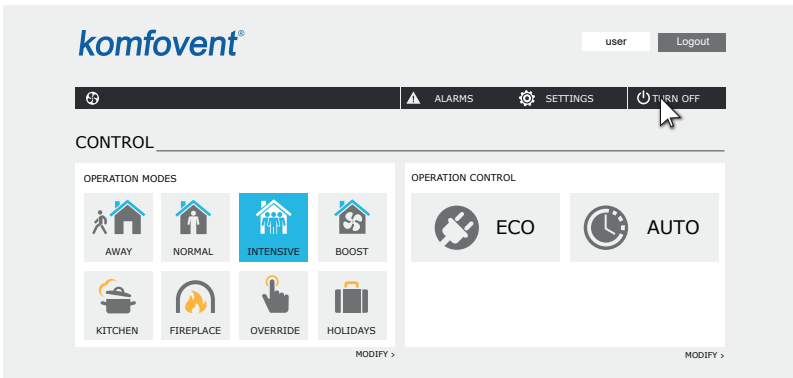 komfovent®
user
Logout
ALARMS
SETTINGS
TURN OFF
CONTROL
OPERATION MODES
AWAY
NORMAL
INTENSIVE
BOOST
KITCHEN
FIREPLACE
OVERRIDE
HOLIDAYS
MODIFY >
OPERATION CONTROL
ECO
AUTO
MODIFY >